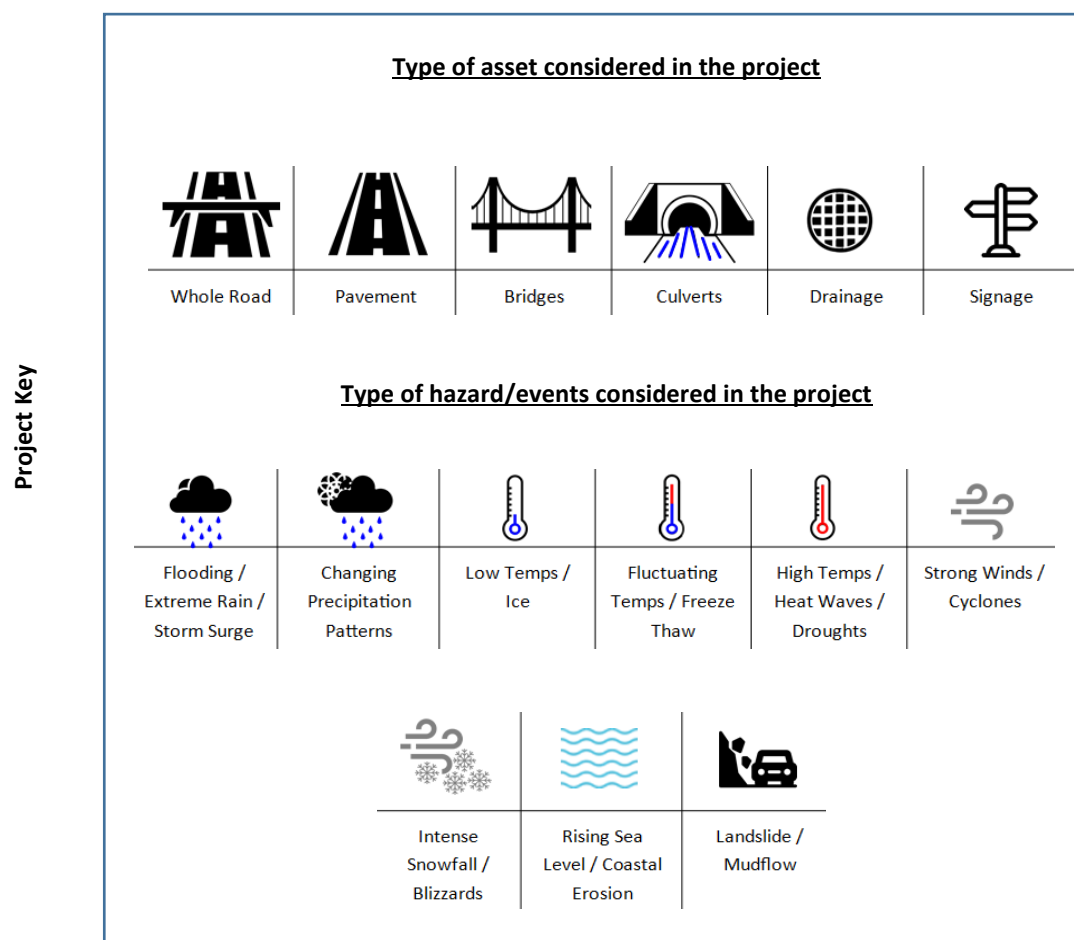 Type of asset considered in the project
Whole Road
Pavement
Bridges
Culverts
Drainage
Signage
Project Key
Type of hazard/events considered in the project
Flooding /
Extreme Rain /
Storm Surge
Changing
Precipitation
Patterns
Low Temps /
Ice
Fluctuating
Temps / Freeze
Thaw
High Temps /
Heat Waves /
Droughts
Strong Winds /
Cyclones
Intense
Snowfall /
Blizzards
Rising Sea
Level / Coastal
Erosion
Landslide /
Mudflow